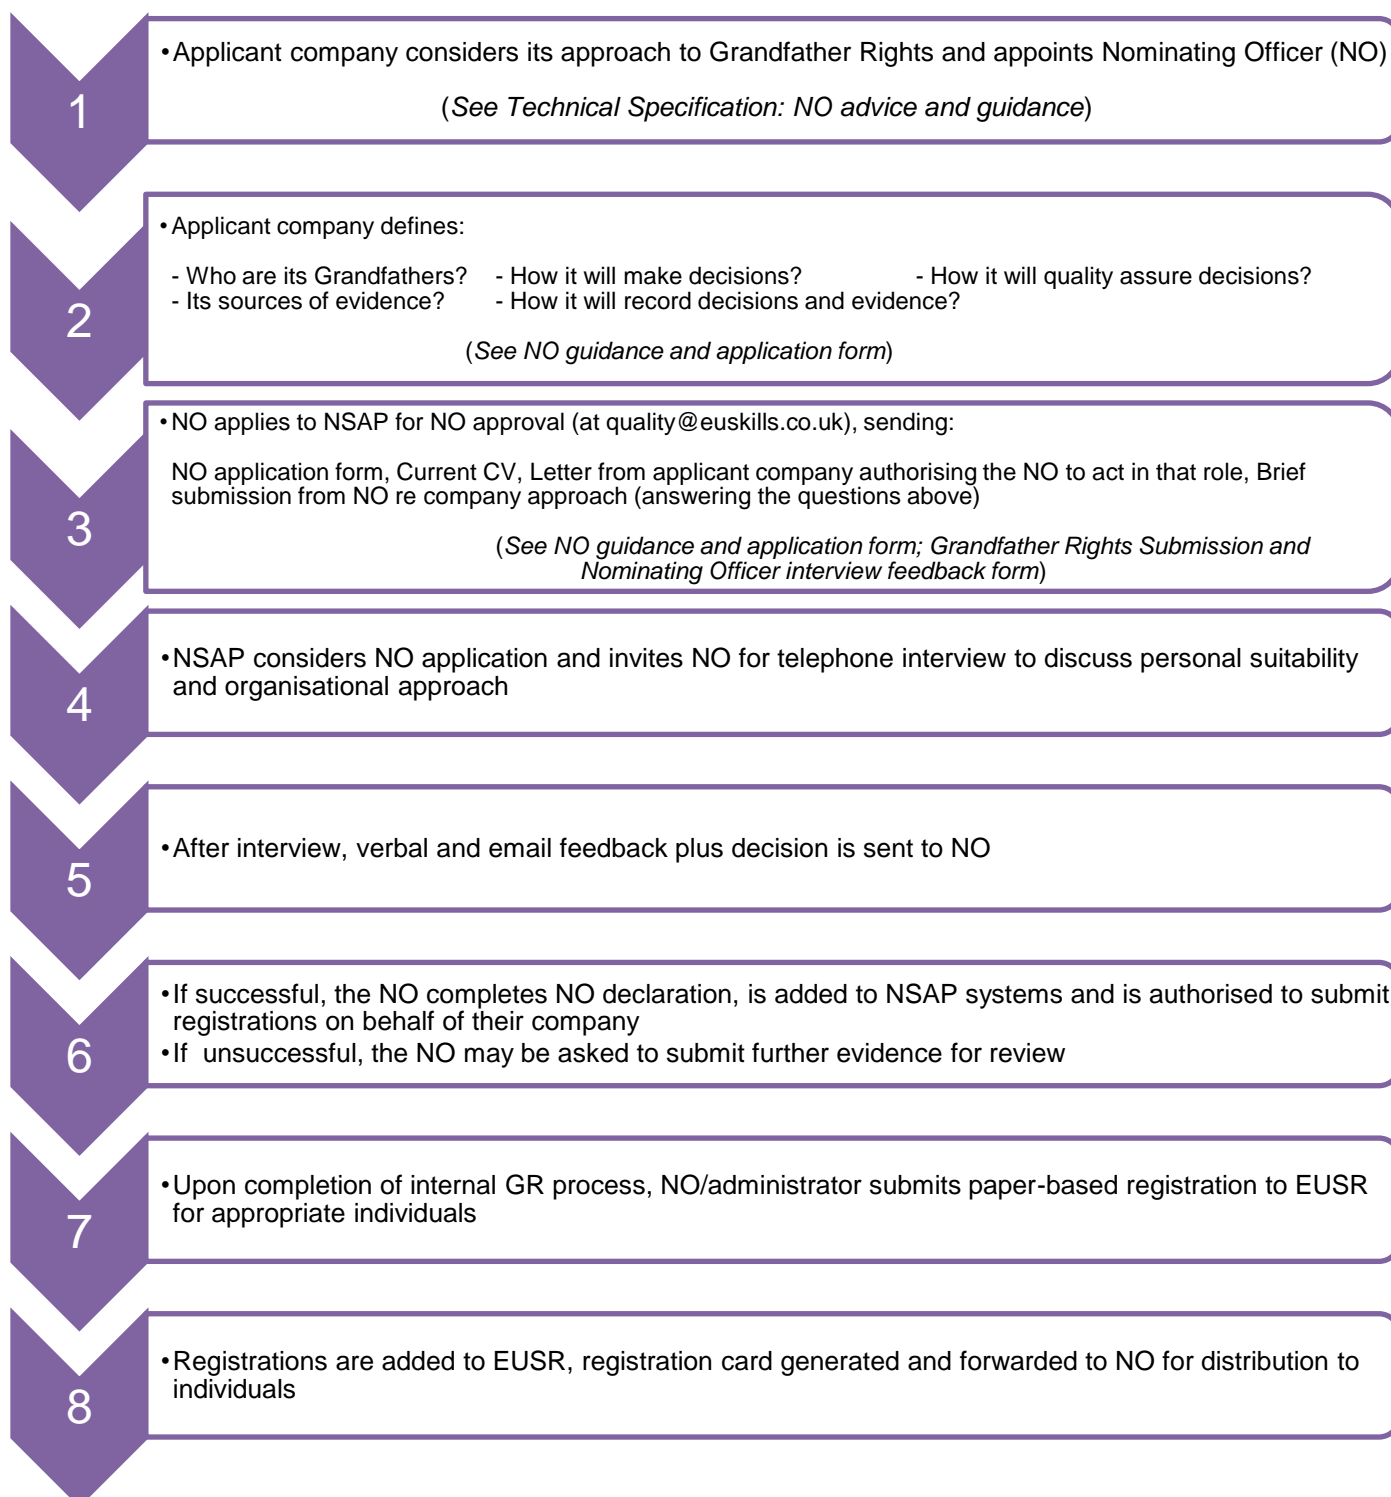 1
•Applicant company considers its approach to Grandfather Rights and appoints Nominating Officer (NO)
(See Technical Specification: NO advice and guidance)
2
•Applicant company defines:
- Who are its Grandfathers? - How it will make decisions? - How it will quality assure decisions?
- Its sources of evidence? - How it will record decisions and evidence?
(See NO guidance and application form)
3
•NO applies to NSAP for NO approval (at quality@euskills.co.uk), sending:
NO application form, Current CV, Letter from applicant company authorising the NO to act in that role, Brief
submission from NO re company approach (answering the questions above)
(See NO guidance and application form; Grandfather Rights Submission and
Nominating Officer interview feedback form)
4
•NSAP considers NO application and invites NO for telephone interview to discuss personal suitability
and organisational approach
5
•After interview, verbal and email feedback plus decision is sent to NO
6
•If successful, the NO completes NO declaration, is added to NSAP systems and is authorised to submit
registrations on behalf of their company
•If unsuccessful, the NO may be asked to submit further evidence for review
7
•Upon completion of internal GR process, NO/administrator submits paper-based registration to EUSR
for appropriate individuals
8
•Registrations are added to EUSR, registration card generated and forwarded to NO for distribution to
individuals